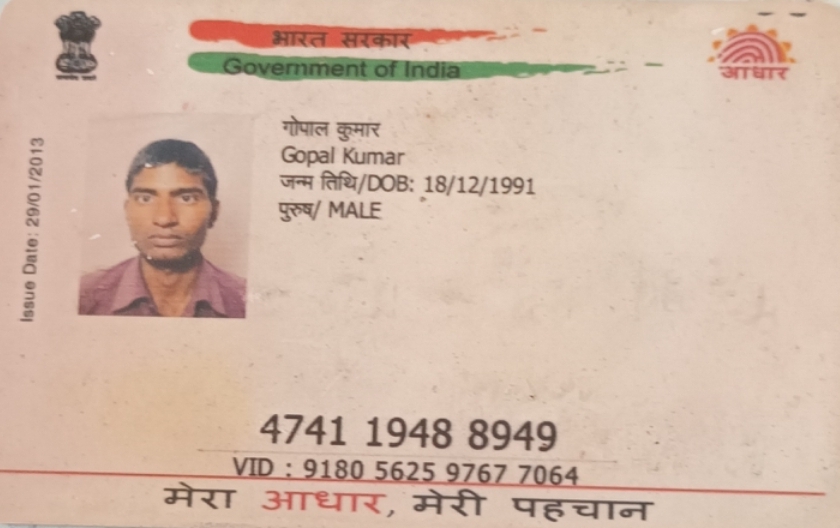 भारत सरकार
Government of India
आधार
Issue Date: 29/01/2013
गोपाल कुमार
Gopal Kumar
जन्म तिथि/DOB: 18/12/1991
पुरुष/ MALE
4741 1948 8949
VID : 9180 5625 9767 7064
मेरा आधार, मेरी पहचान